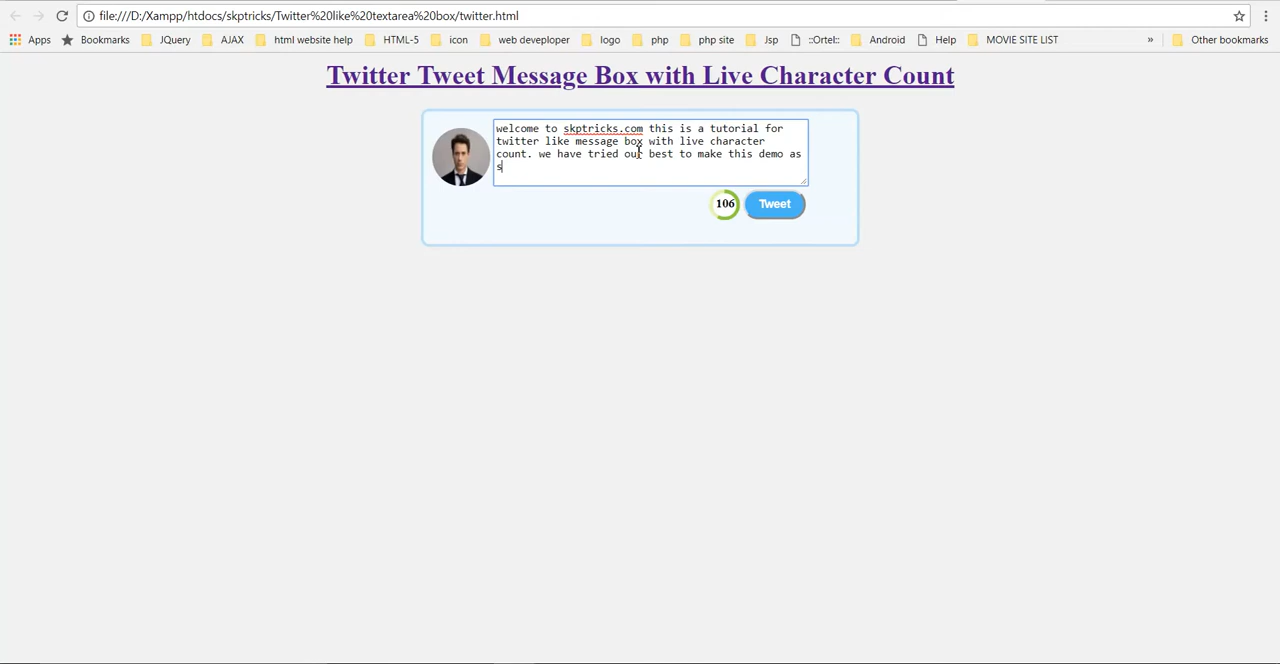 file:///D:/Xampp/htdocs/skptricks/Twitter%20like%20textarea%20box/twitter.html
Apps Bookmarks JQuery AJAX html website help HTML-5 icon web deveploper logo php php site Jsp ::Ortel:: Android Help MOVIE SITE LIST » Other bookmarks
Twitter Tweet Message Box with Live Character Count
welcome to skptricks.com this is a tutorial for
twitter like message box with live character
count. we have tried our best to make this demo as
s
106 Tweet